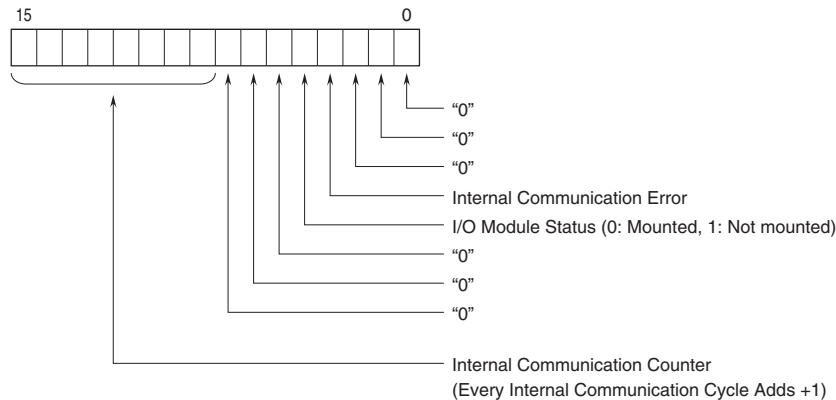 15 0
“0”
“0”
“0”
Internal Communication Error
I/O Module Status (0: Mounted, 1: Not mounted)
“0”
“0”
“0”
Internal Communication Counter
(Every Internal Communication Cycle Adds +1)